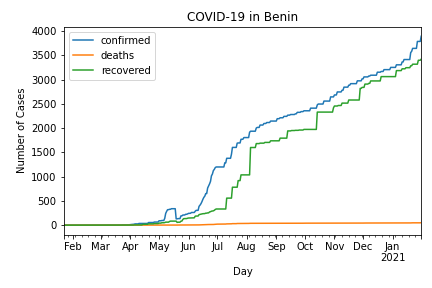 COVID-19 in Benin
confirmed
deaths
recovered
Number of Cases
4000
3500
3000
2500
2000
1500
1000
500
0
Feb Mar Apr May Jun Jul Aug Sep Oct Nov Dec Jan
2021
Day